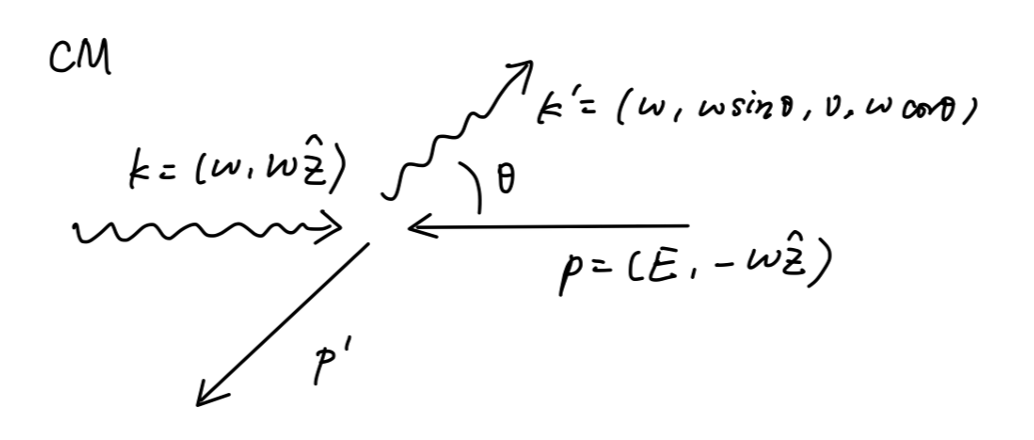 CM
k' = (ω, ω sinθ, 0, ω cosθ)
k = (ω, ωẑ)
θ
p = (E, -ωẑ)
p'